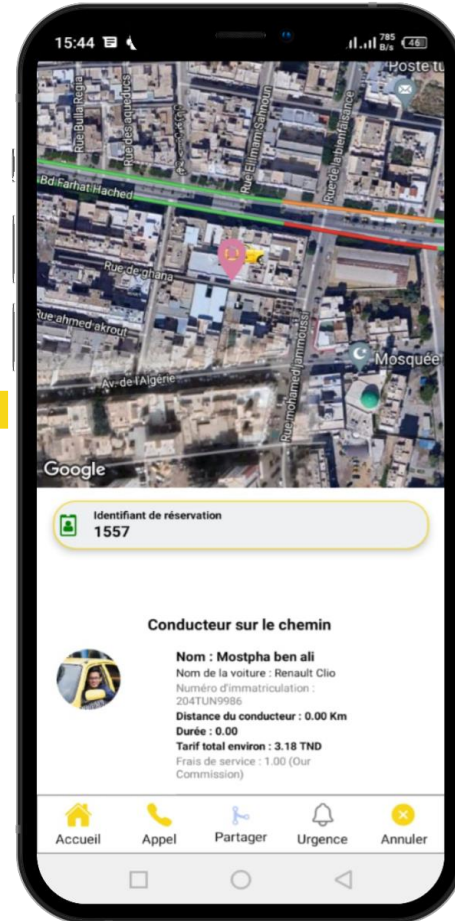 15:44
785
B/s
46
Poste tu
Rue Bulla Regia
Rue des aqueducs
Rue Elimam Sahnoun
Rue de la bienfaisance
Bd Farhat Hached
Rue de ghana
Rue ahmed akrout
Av. de l'Algérie
Rue mohamed jammoussi
Mosquée
Google
Identifiant de réservation
1557
Conducteur sur le chemin
Nom : Mostpha ben ali
Nom de la voiture : Renault Clio
Numéro d'immatriculation :
204TUN9986
Distance du conducteur : 0.00 Km
Durée : 0.00
Tarif total environ : 3.18 TND
Frais de service : 1.00 (Our
Commission)
Accueil Appel Partager Urgence Annuler